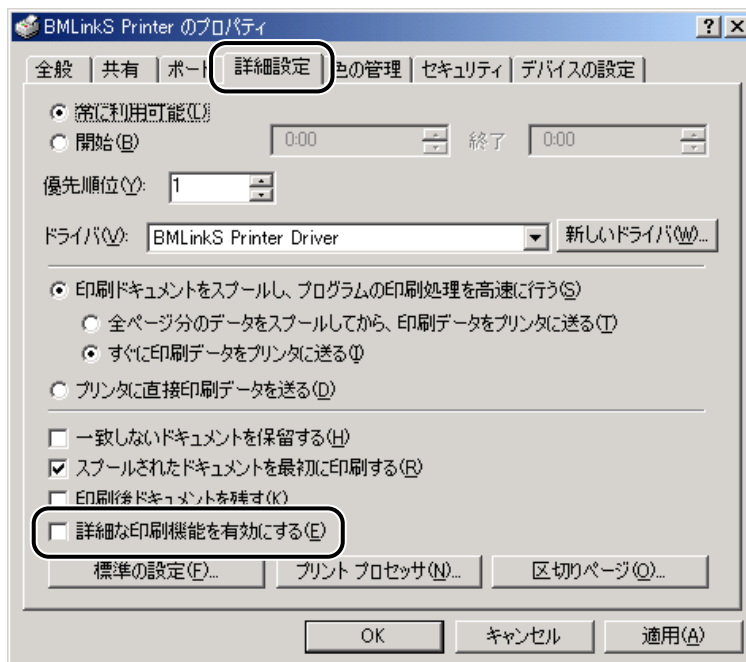 BMLinkS Printer のプロパティ
全般 共有 ポート 詳細設定 色の管理 セキュリティ デバイスの設定
常に利用可能(L)
開始(B) 0:00 終了 0:00
優先順位(Y): 1
ドライバ(V): BMLinkS Printer Driver 新しいドライバ(W)...
印刷ドキュメントをスプールし、プログラムの印刷処理を高速に行う(S)
全ページ分のデータをスプールしてから、印刷データをプリンタに送る(T)
すぐに印刷データをプリンタに送る(I)
プリンタに直接印刷データを送る(D)
一致しないドキュメントを保留する(H)
スプールされたドキュメントを最初に印刷する(R)
印刷後ドキュメントを残す(K)
詳細な印刷機能を有効にする(E)
標準の設定(F)... プリント プロセッサ(N)... 区切りページ(O)...
OK キャンセル 適用(A)